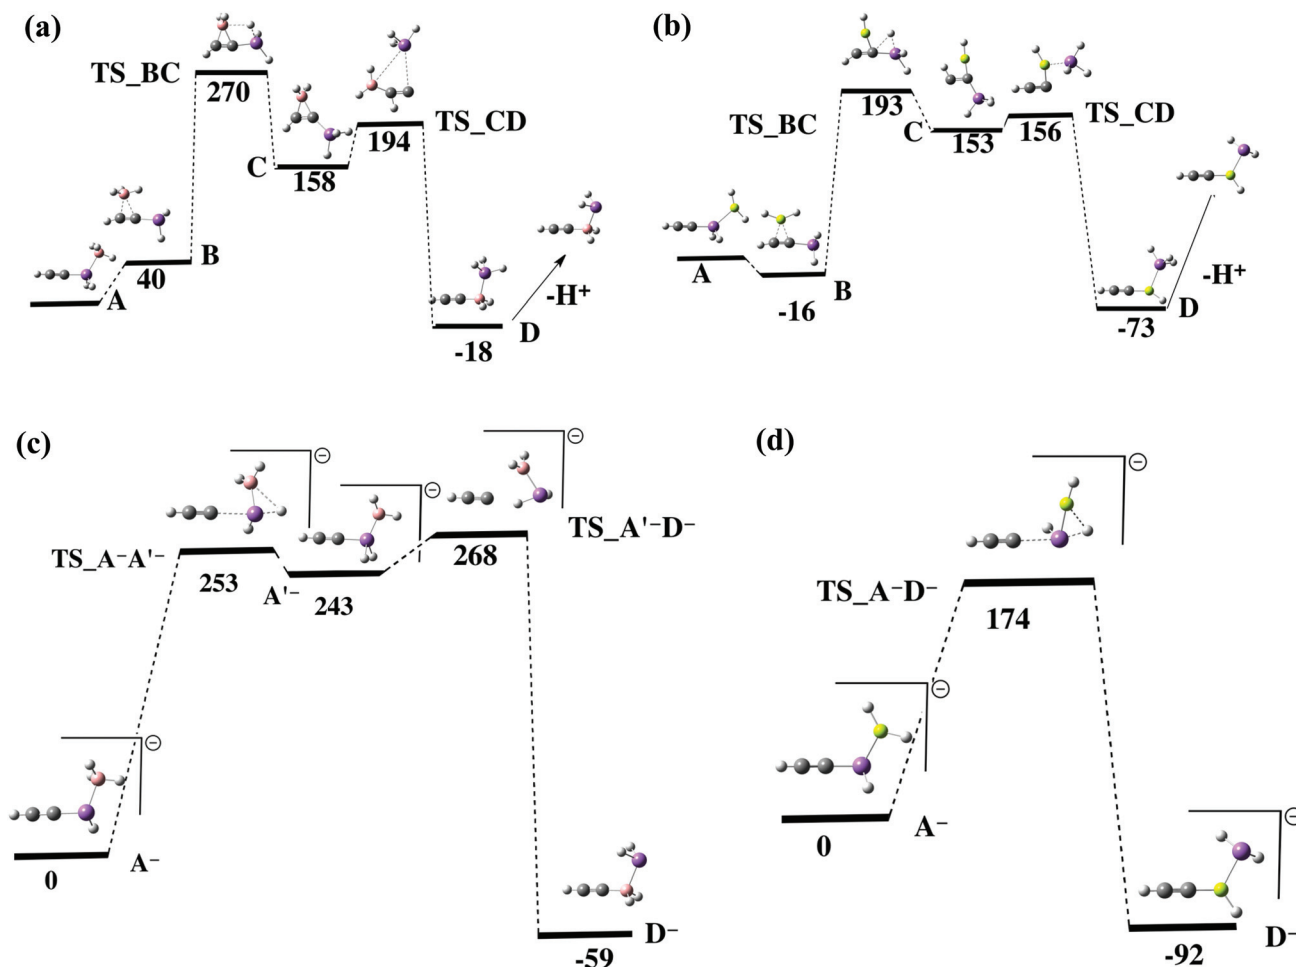 (a)
TS_BC
270
C
158
194
TS_CD
A
40
B
-18
D
-H⁺
(b)
TS_BC
193
C
153
156
TS_CD
A
-16
B
-73
D
-H⁺
(c)
TS_A⁻A'⁻
253
A'⁻
243
268
TS_A'⁻D⁻
0
A⁻
-59
D⁻
⊖
⊖
⊖
⊖
(d)
TS_A⁻D⁻
174
0
A⁻
-92
D⁻
⊖
⊖
⊖